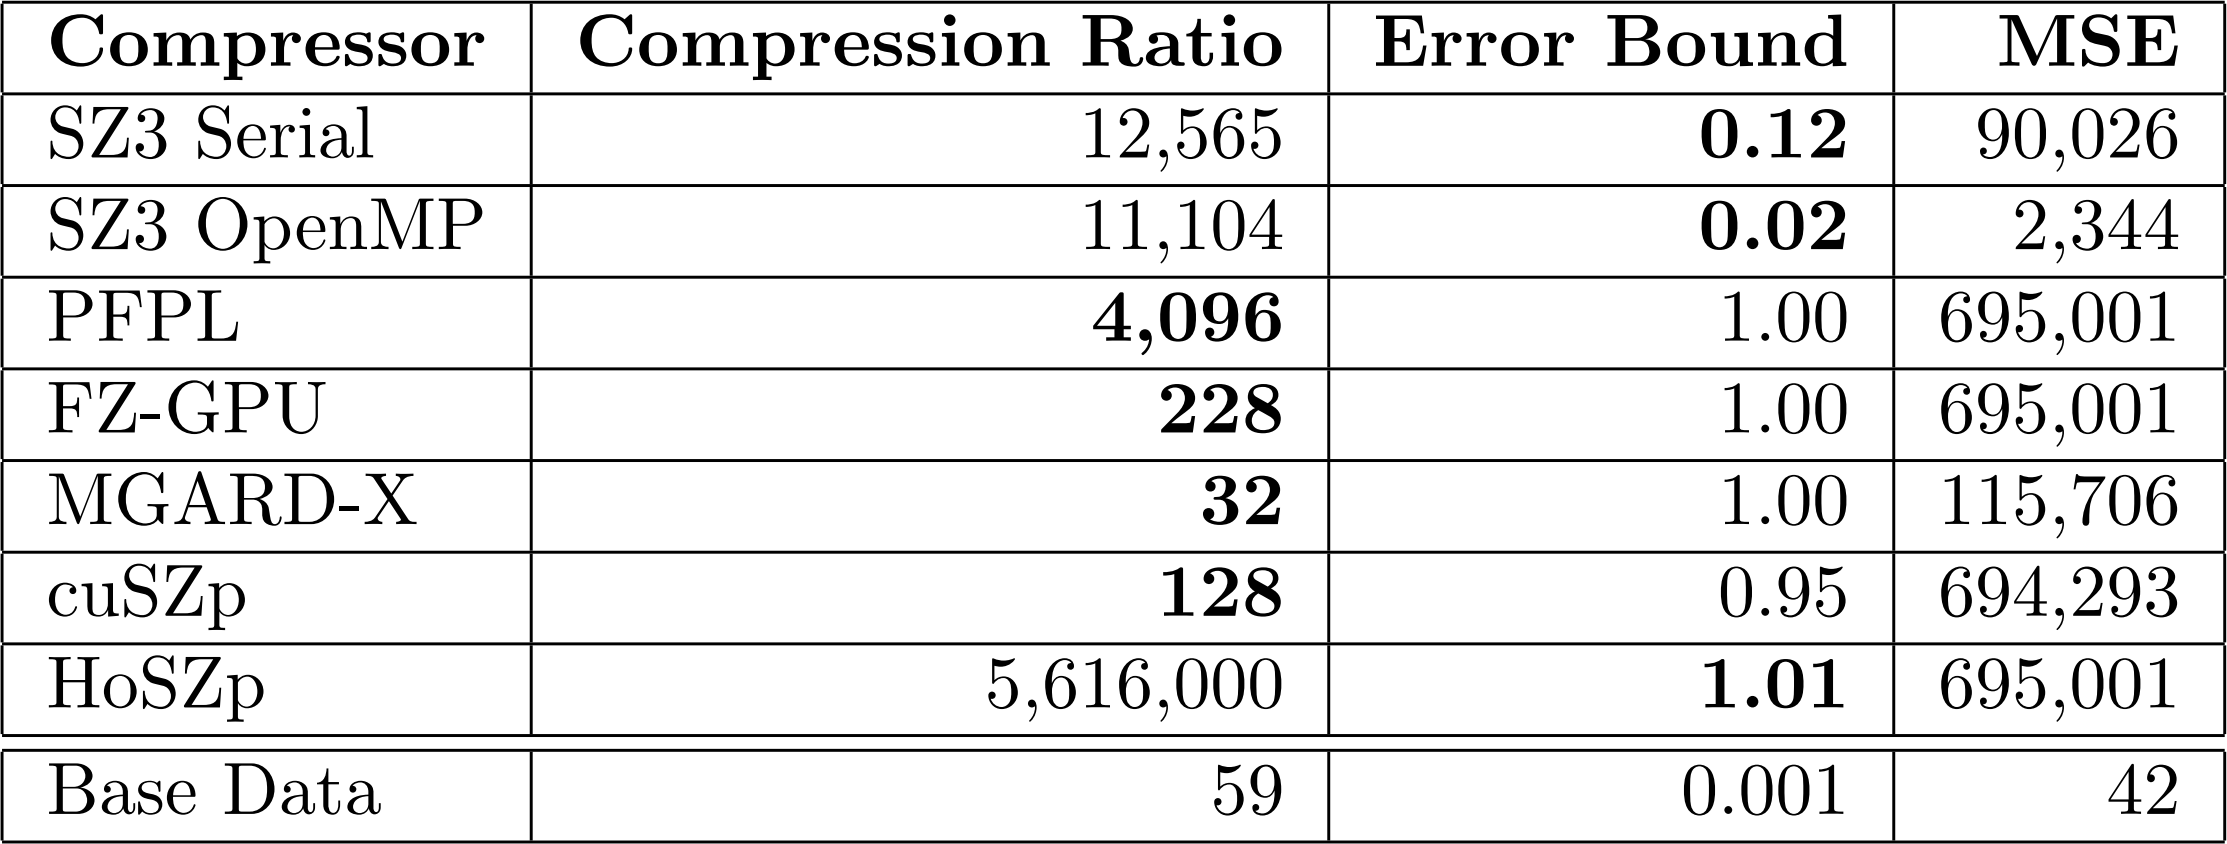 Compressor Compression Ratio Error Bound MSE
SZ3 Serial 12,565 0.12 90,026
SZ3 OpenMP 11,104 0.02 2,344
PFPL 4,096 1.00 695,001
FZ-GPU 228 1.00 695,001
MGARD-X 32 1.00 115,706
cuSZp 128 0.95 694,293
HoSZp 5,616,000 1.01 695,001
Base Data 59 0.001 42